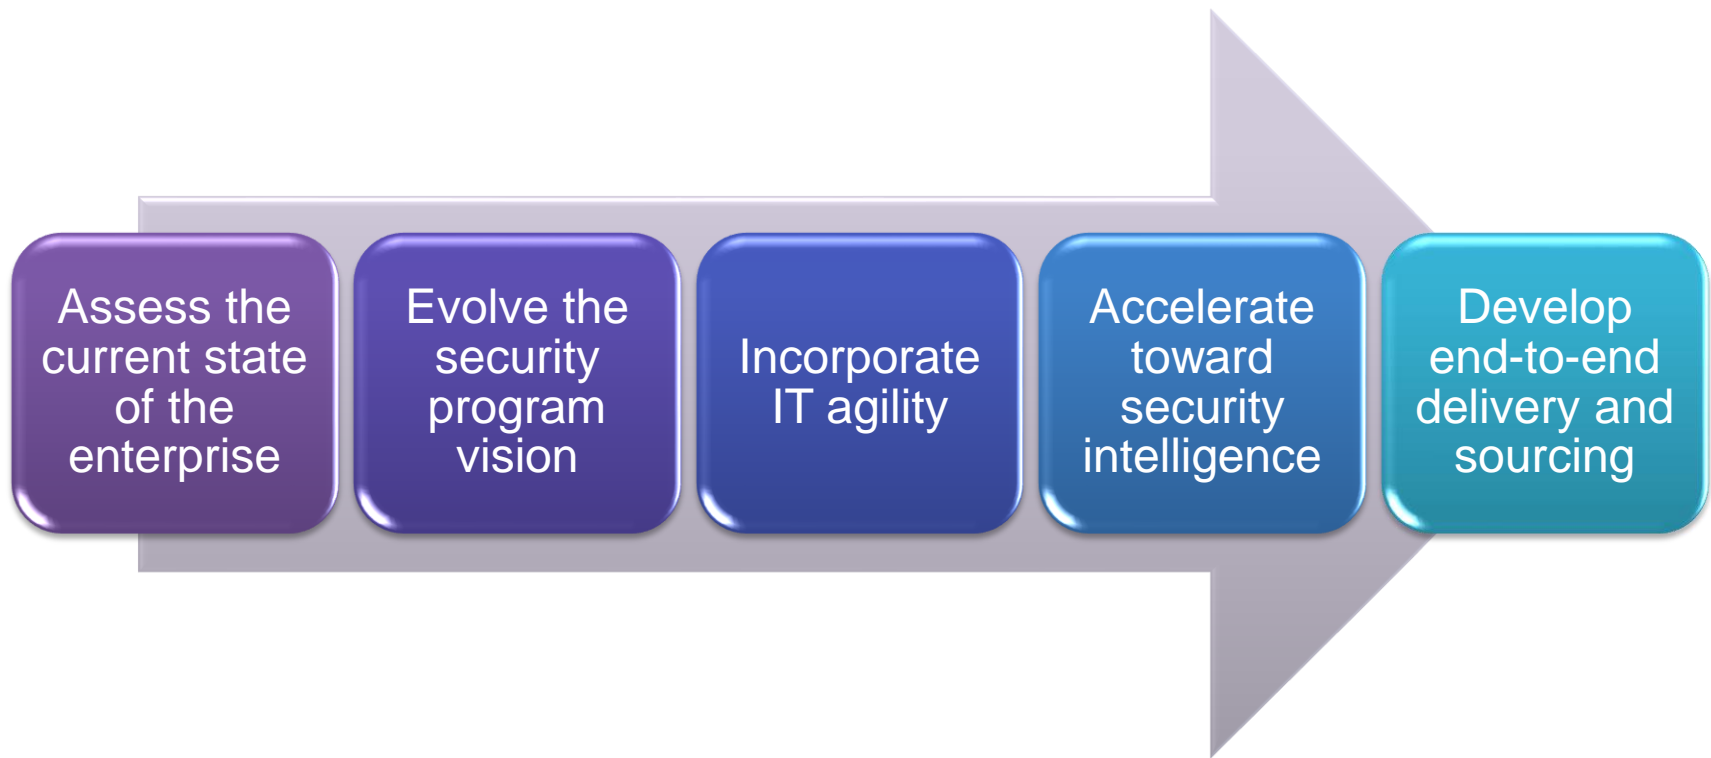 Assess the
current state
of the
enterprise
Evolve the
security
program
vision
Incorporate
IT agility
Accelerate
toward
security
intelligence
Develop
end-to-end
delivery and
sourcing